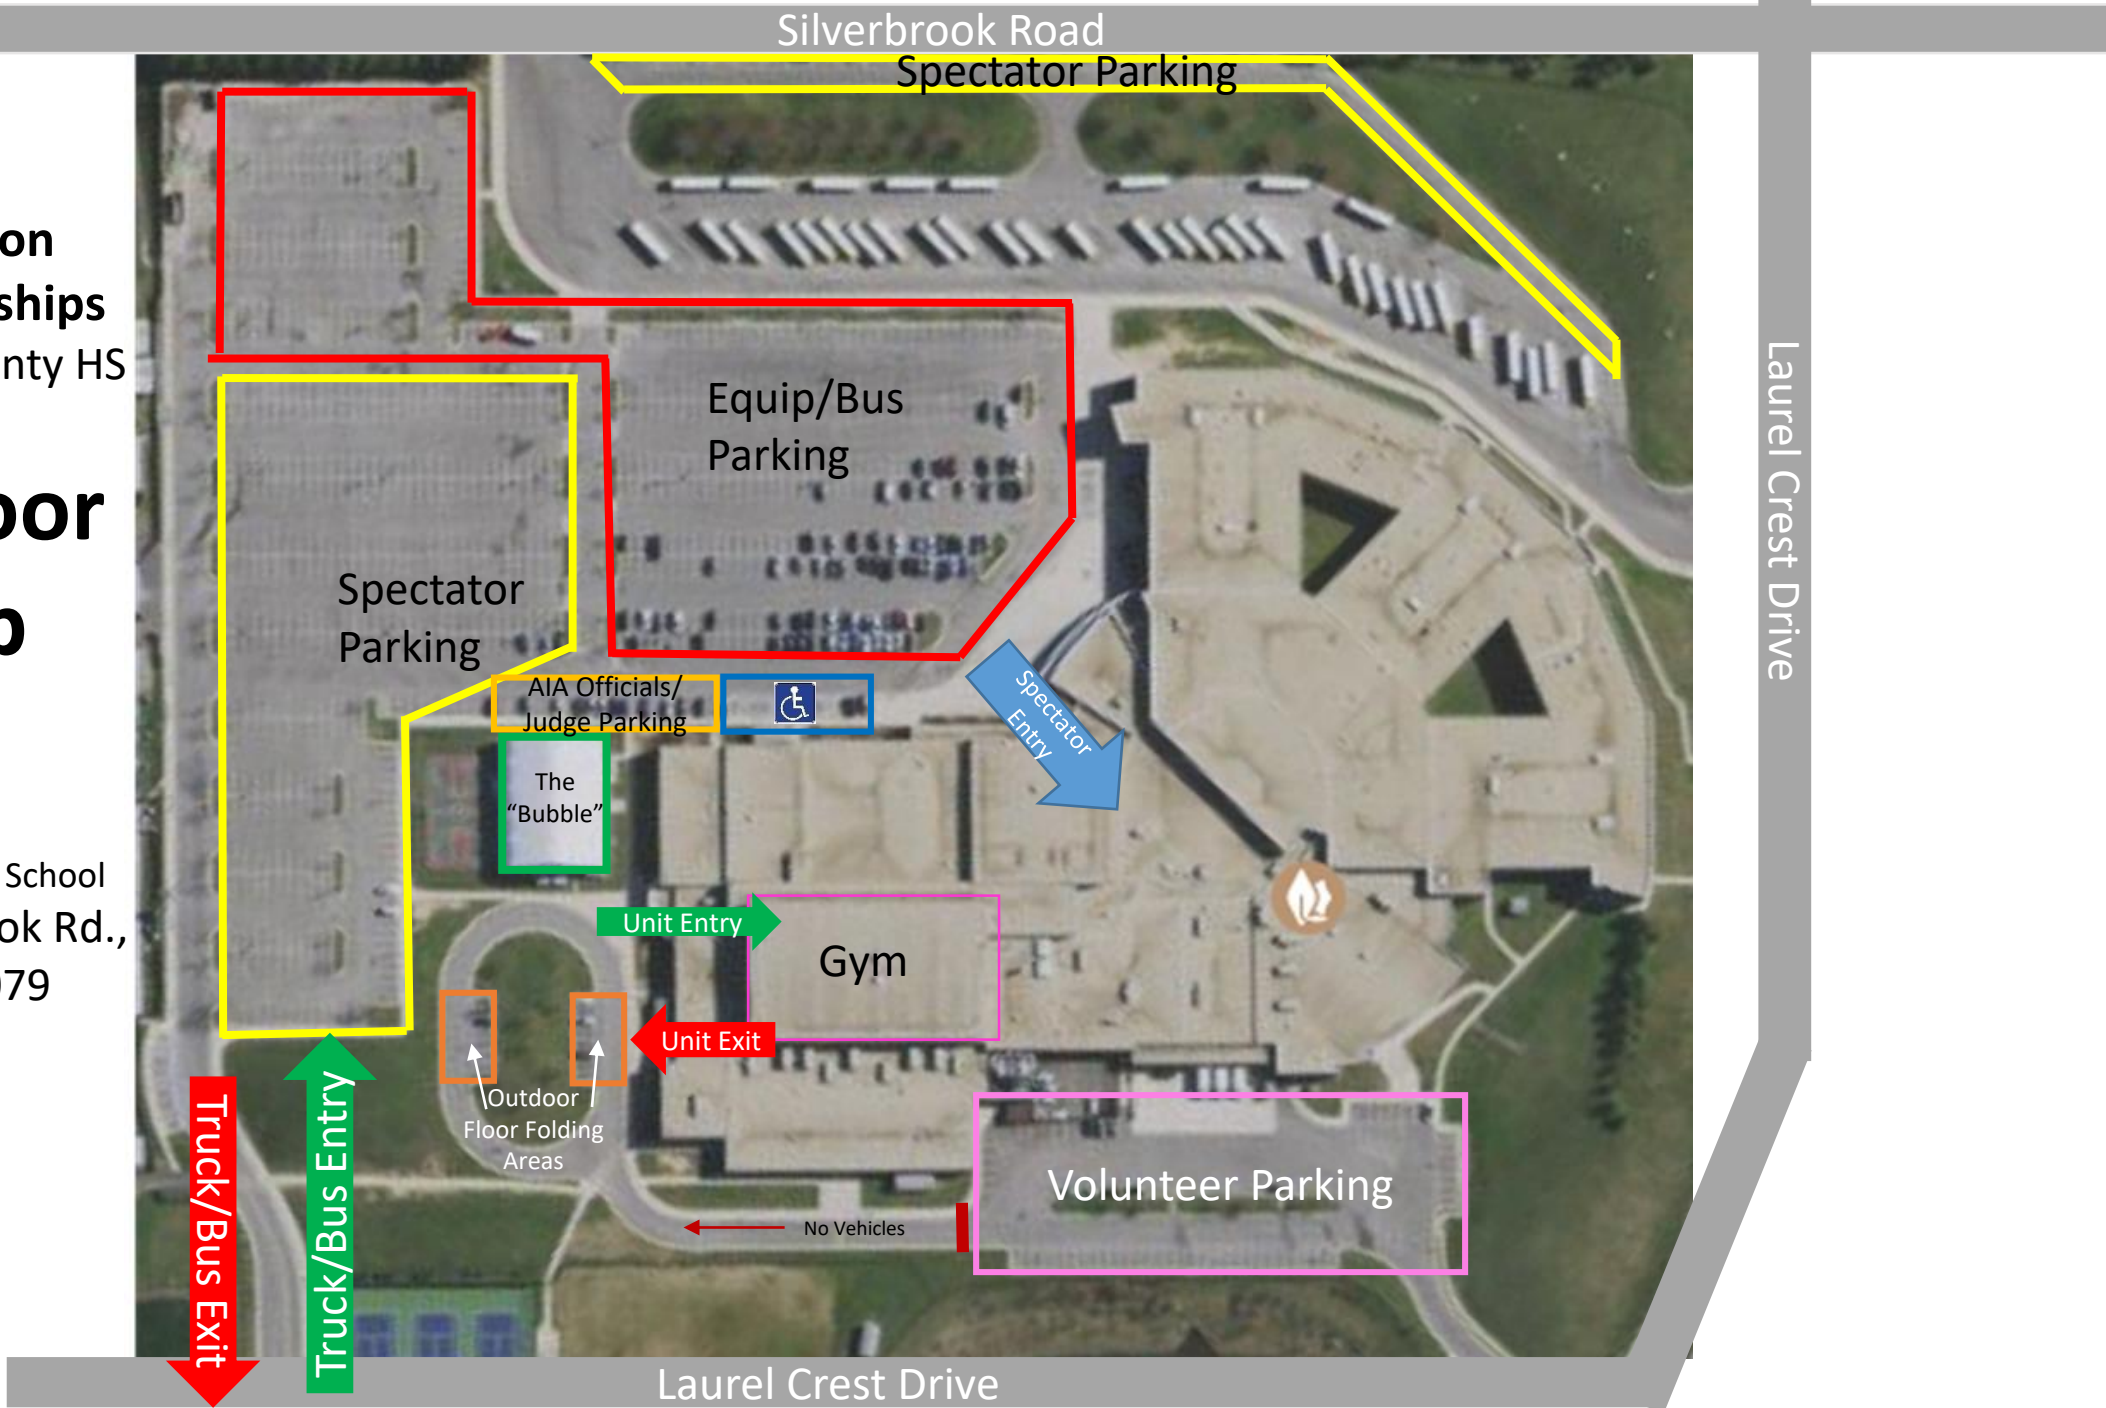 Silverbrook Road
Spectator Parking
on
ships
nty HS
oor
p
School
ok Rd.,
079
Equip/Bus
Parking
Spectator
Parking
AIA Officials/
Judge Parking
Spectator
Entry
The
“Bubble”
Unit Entry
Gym
Unit Exit
Outdoor
Floor Folding
Areas
Volunteer Parking
No Vehicles
Truck/Bus Exit
Truck/Bus Entry
Laurel Crest Drive
Laurel Crest Drive